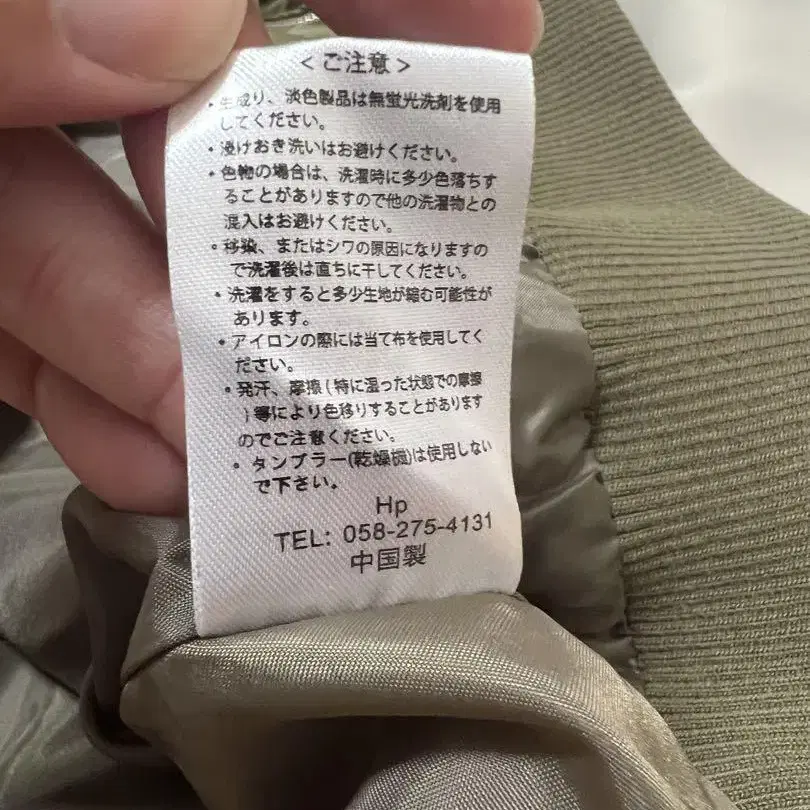 ＜ご注意＞
・生成り、淡色製品は無蛍光洗剤を使用
してください。
・浸けおき洗いはお避けください。
・色物の場合は、洗濯時に多少色落ちす
ることがありますので他の洗濯物との
混入はお避けください。
・移染、またはシワの原因になりますの
で洗濯後は直ちに干してください。
・洗濯をすると多少生地が縮む可能性が
あります。
・アイロンの際には当て布を使用してく
ださい。
・発汗、摩擦(特に湿った状態での摩擦
)等により色移りすることがあります
のでご注意ください。
・タンブラー(乾燥機)は使用しない
で下さい。
Hp
TEL: 058-275-4131
中国製